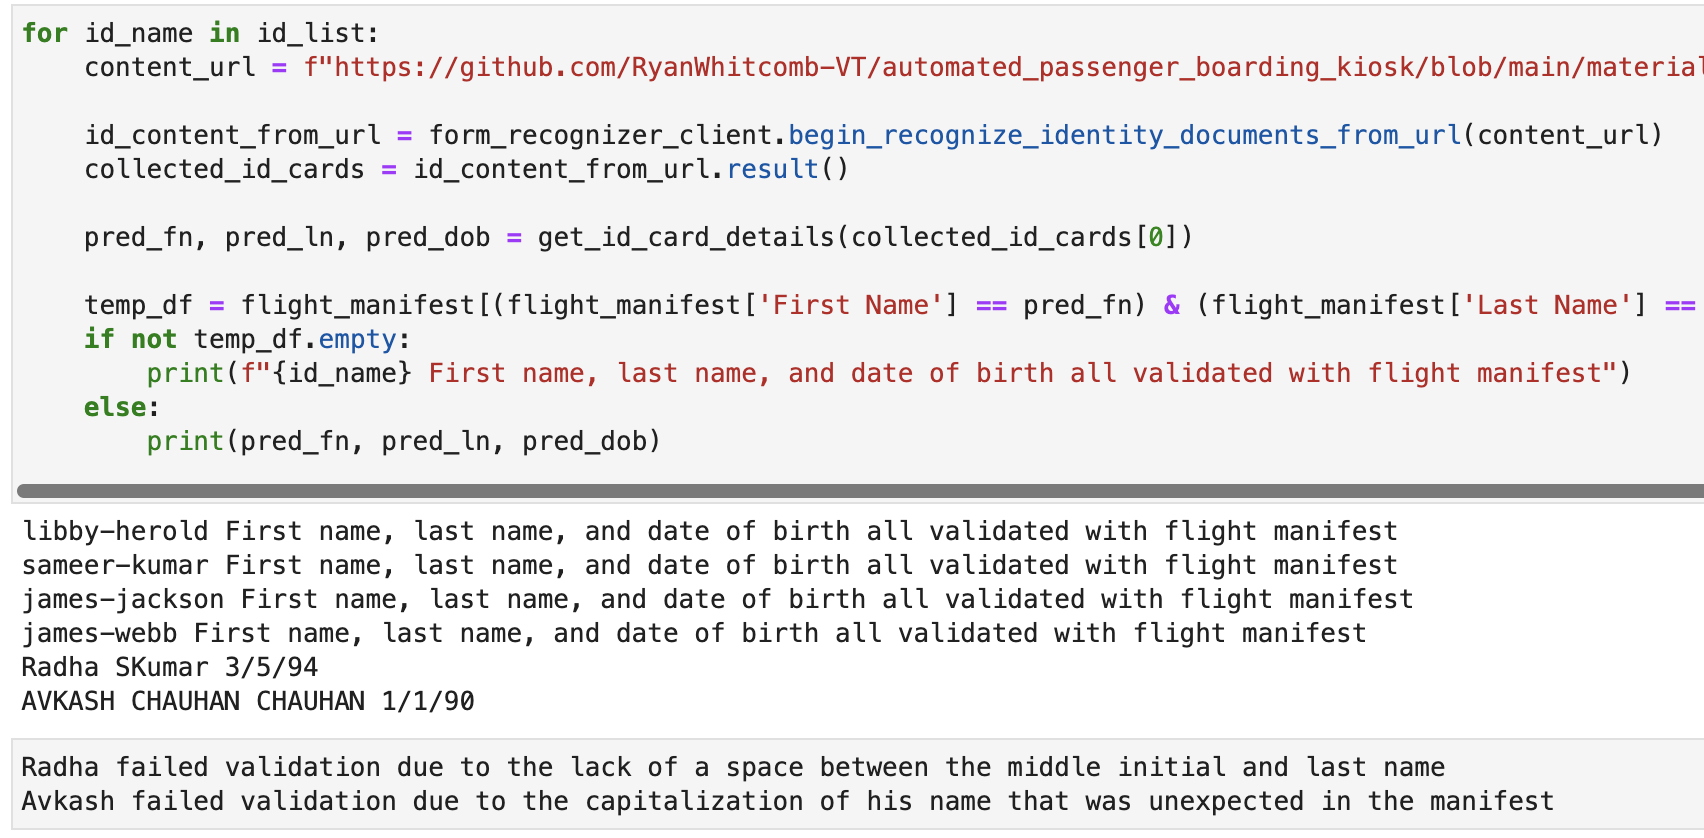 for id_name in id_list:
    content_url = f"https://github.com/RyanWhitcomb-VT/automated_passenger_boarding_kiosk/blob/main/material

    id_content_from_url = form_recognizer_client.begin_recognize_identity_documents_from_url(content_url)
    collected_id_cards = id_content_from_url.result()

    pred_fn, pred_ln, pred_dob = get_id_card_details(collected_id_cards[0])

    temp_df = flight_manifest[(flight_manifest['First Name'] == pred_fn) & (flight_manifest['Last Name'] ==
    if not temp_df.empty:
        print(f"{id_name} First name, last name, and date of birth all validated with flight manifest")
    else:
        print(pred_fn, pred_ln, pred_dob)

libby-herold First name, last name, and date of birth all validated with flight manifest
sameer-kumar First name, last name, and date of birth all validated with flight manifest
james-jackson First name, last name, and date of birth all validated with flight manifest
james-webb First name, last name, and date of birth all validated with flight manifest
Radha SKumar 3/5/94
AVKASH CHAUHAN CHAUHAN 1/1/90

Radha failed validation due to the lack of a space between the middle initial and last name
Avkash failed validation due to the capitalization of his name that was unexpected in the manifest